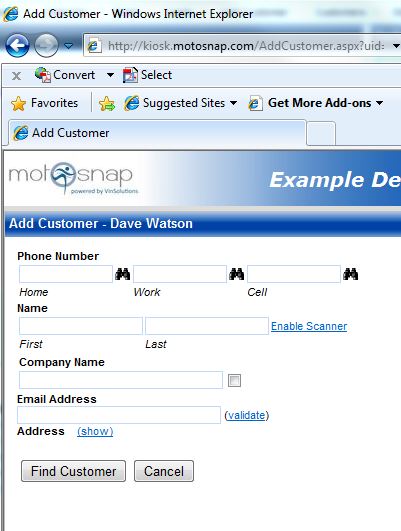 Add Customer - Windows Internet Explorer
http://kiosk.motosnap.com/AddCustomer.aspx?uid=
x Convert Select
Favorites Suggested Sites Get More Add-ons
Add Customer
motosnap
powered by VinSolutions
Example De
Add Customer - Dave Watson
Phone Number
Home Work Cell
Name
Enable Scanner
First Last
Company Name
Email Address
(validate)
Address (show)
Find Customer Cancel